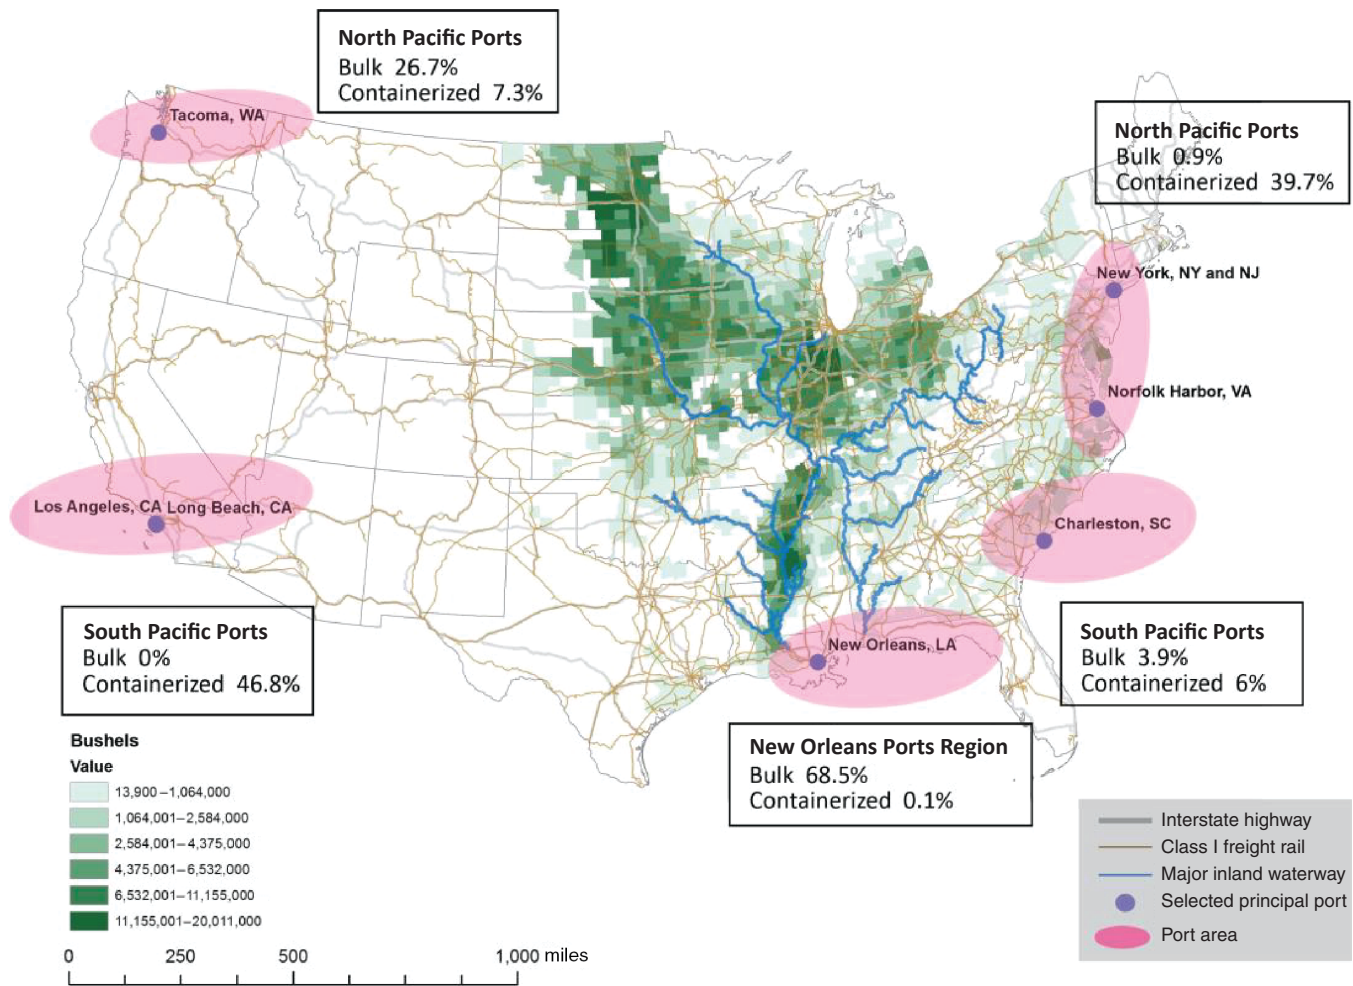 North Pacific Ports
Bulk 26.7%
Containerized 7.3%
Tacoma, WA
North Pacific Ports
Bulk 0.9%
Containerized 39.7%
New York, NY and NJ
Norfolk Harbor, VA
Los Angeles, CA Long Beach, CA
Charleston, SC
South Pacific Ports
Bulk 0%
Containerized 46.8%
New Orleans, LA
South Pacific Ports
Bulk 3.9%
Containerized 6%
New Orleans Ports Region
Bulk 68.5%
Containerized 0.1%
Bushels
Value
13,900–1,064,000
1,064,001–2,584,000
2,584,001–4,375,000
4,375,001–6,532,000
6,532,001–11,155,000
11,155,001–20,011,000
0 250 500 1,000 miles
Interstate highway
Class I freight rail
Major inland waterway
Selected principal port
Port area